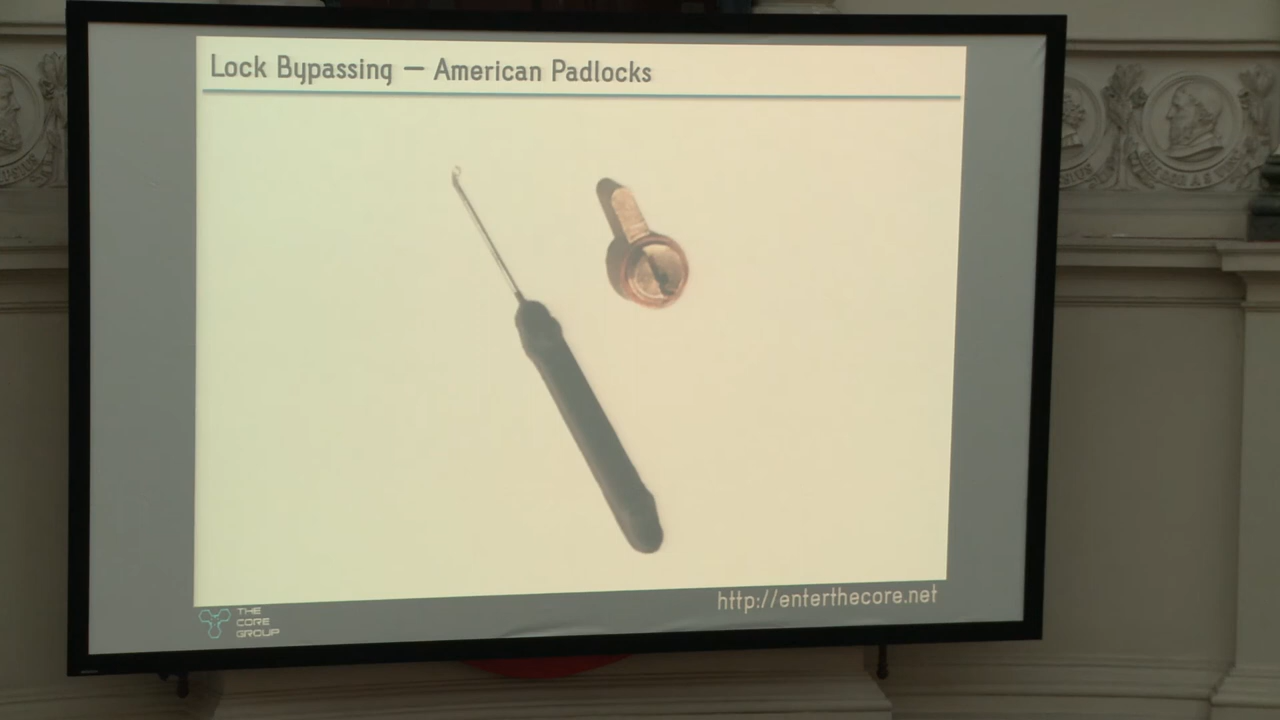 Lock Bypassing — American Padlocks
http://enterthecore.net
THE
CORE
GROUP